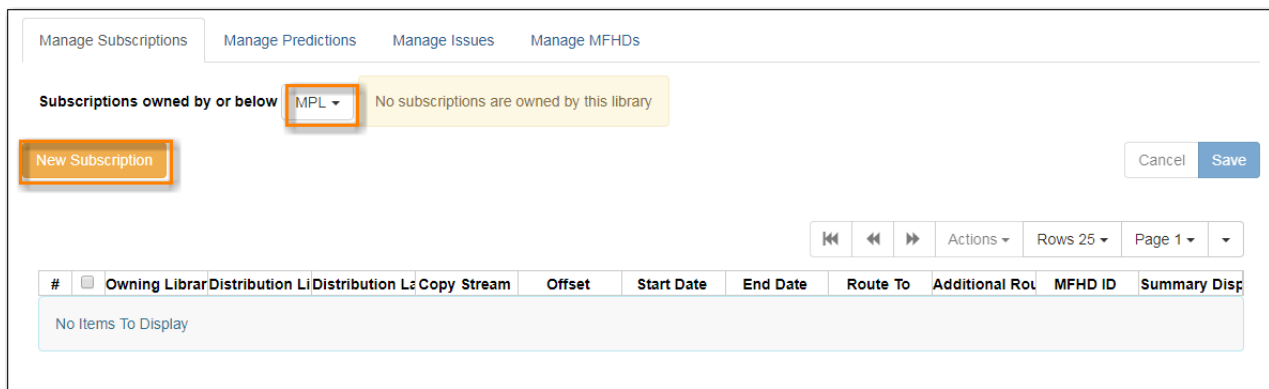 Manage Subscriptions Manage Predictions Manage Issues Manage MFHDs
Subscriptions owned by or below MPL No subscriptions are owned by this library
New Subscription Cancel Save
Actions Rows 25 Page 1
# Owning Librar Distribution Li Distribution La Copy Stream Offset Start Date End Date Route To Additional Rou MFHD ID Summary Disp
No Items To Display